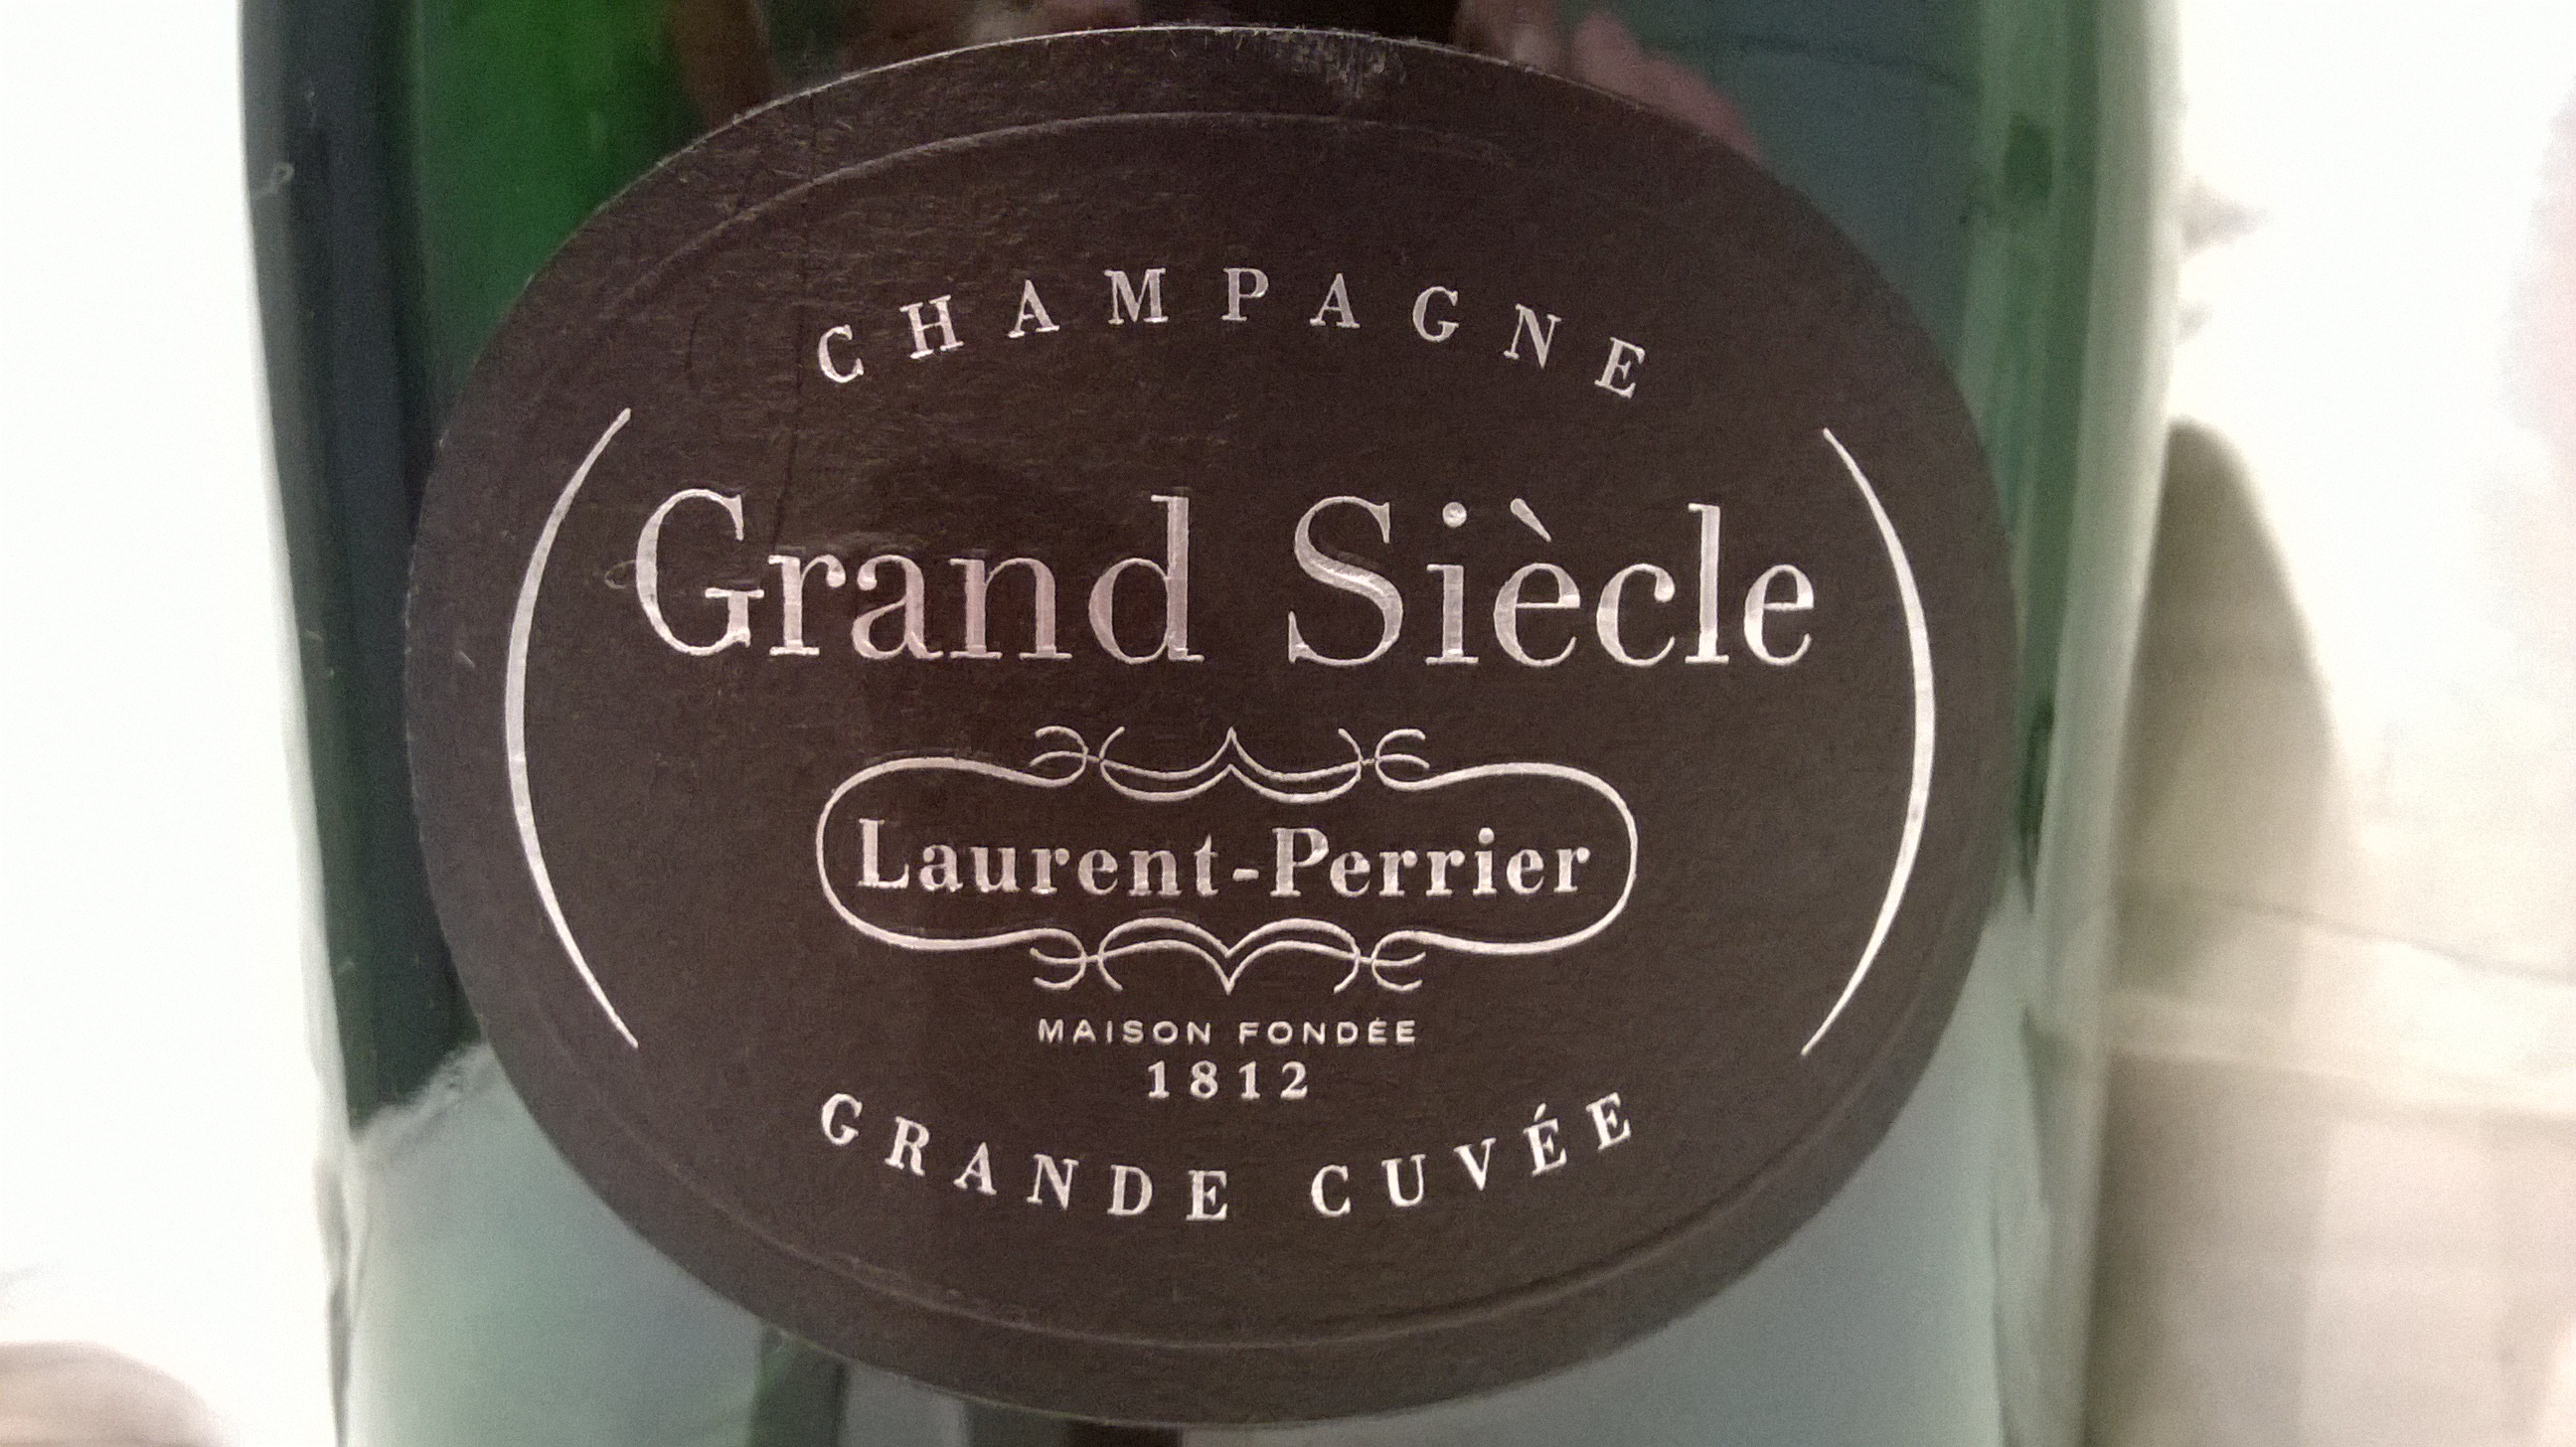 CHAMPAGNE
Grand Siècle
Laurent-Perrier
MAISON FONDÉE
1812
GRANDE CUVÉE